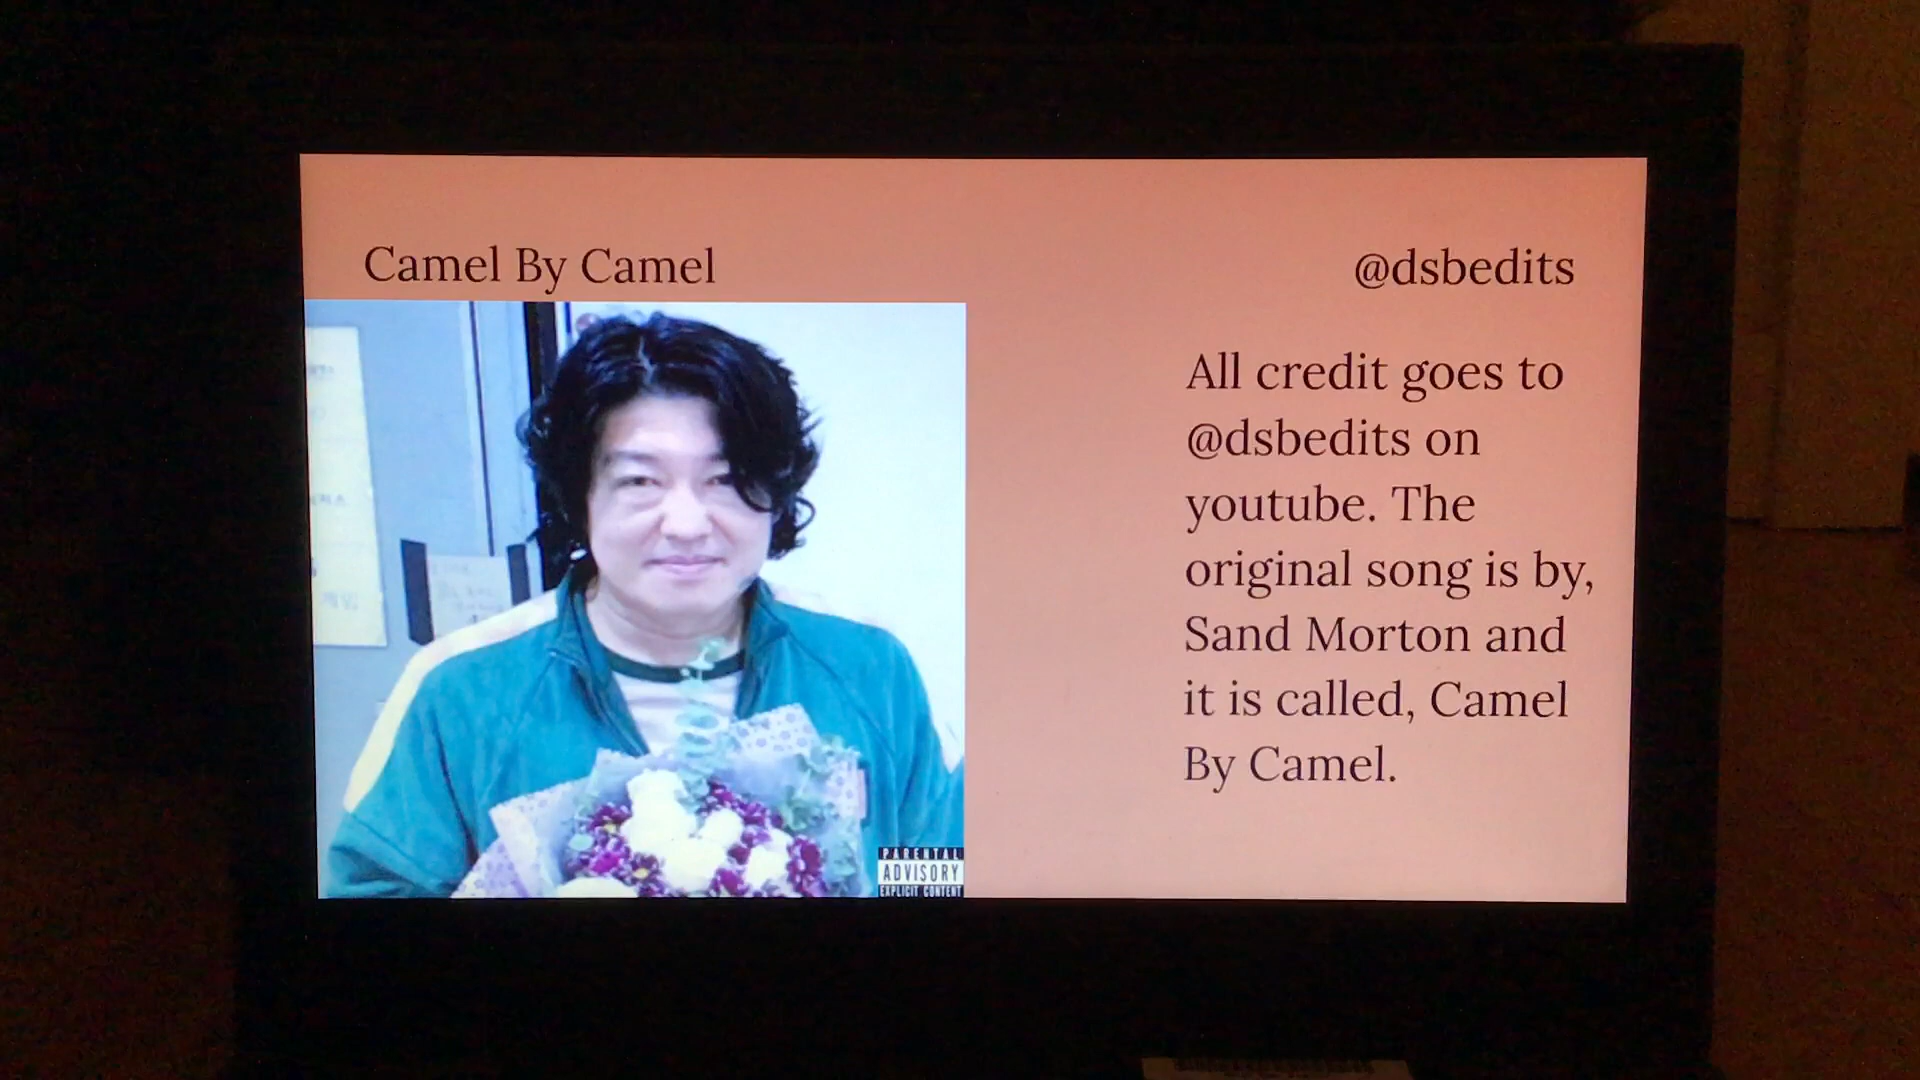 Camel By Camel
@dsbedits
All credit goes to
@dsbedits on
youtube. The
original song is by,
Sand Morton and
it is called, Camel
By Camel.
PARENTAL
ADVISORY
EXPLICIT CONTENT